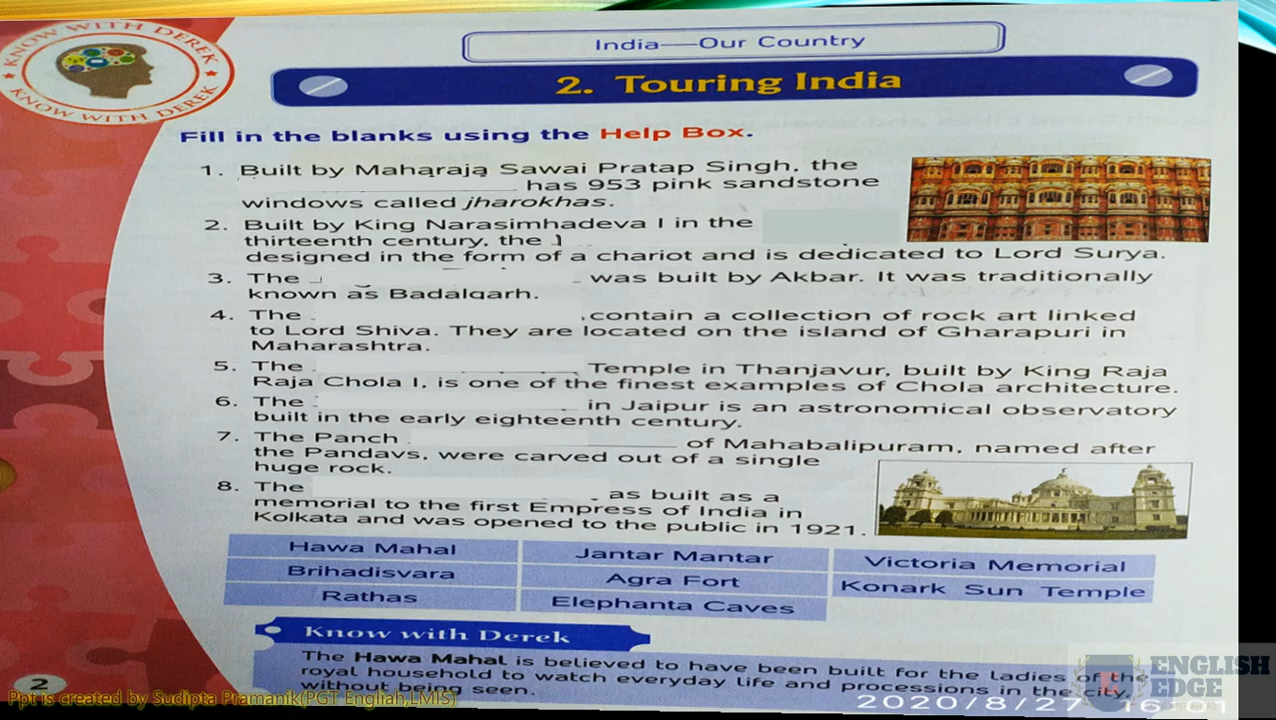 KNOW WITH DEREK
KNOW WITH DEREK
India—Our Country
2. Touring India
Fill in the blanks using the Help Box.
1. Built by Maharaja Sawai Pratap Singh, the
has 953 pink sandstone
windows called jharokhas.
2. Built by King Narasimhadeva I in the
thirteenth century, the
designed in the form of a chariot and is dedicated to Lord Surya.
3. The was built by Akbar. It was traditionally
known as Badalgarh.
4. The contain a collection of rock art linked
to Lord Shiva. They are located on the island of Gharapuri in
Maharashtra.
5. The Temple in Thanjavur, built by King Raja
Raja Chola I, is one of the finest examples of Chola architecture.
6. The in Jaipur is an astronomical observatory
built in the early eighteenth century.
7. The Panch of Mahabalipuram, named after
the Pandavs, were carved out of a single
huge rock.
8. The as built as a
memorial to the first Empress of India in
Kolkata and was opened to the public in 1921.
Hawa Mahal Jantar Mantar Victoria Memorial
Brihadisvara Agra Fort Konark Sun Temple
Rathas Elephanta Caves
Know with Derek
The Hawa Mahal is believed to have been built for the ladies of the
royal household to watch everyday life and processions in the city,
without being seen.
2
Ppt is created by Sudipta Pramanik(PGT English,LMIS)
ENGLISH
EDGE
2020/8/27 16